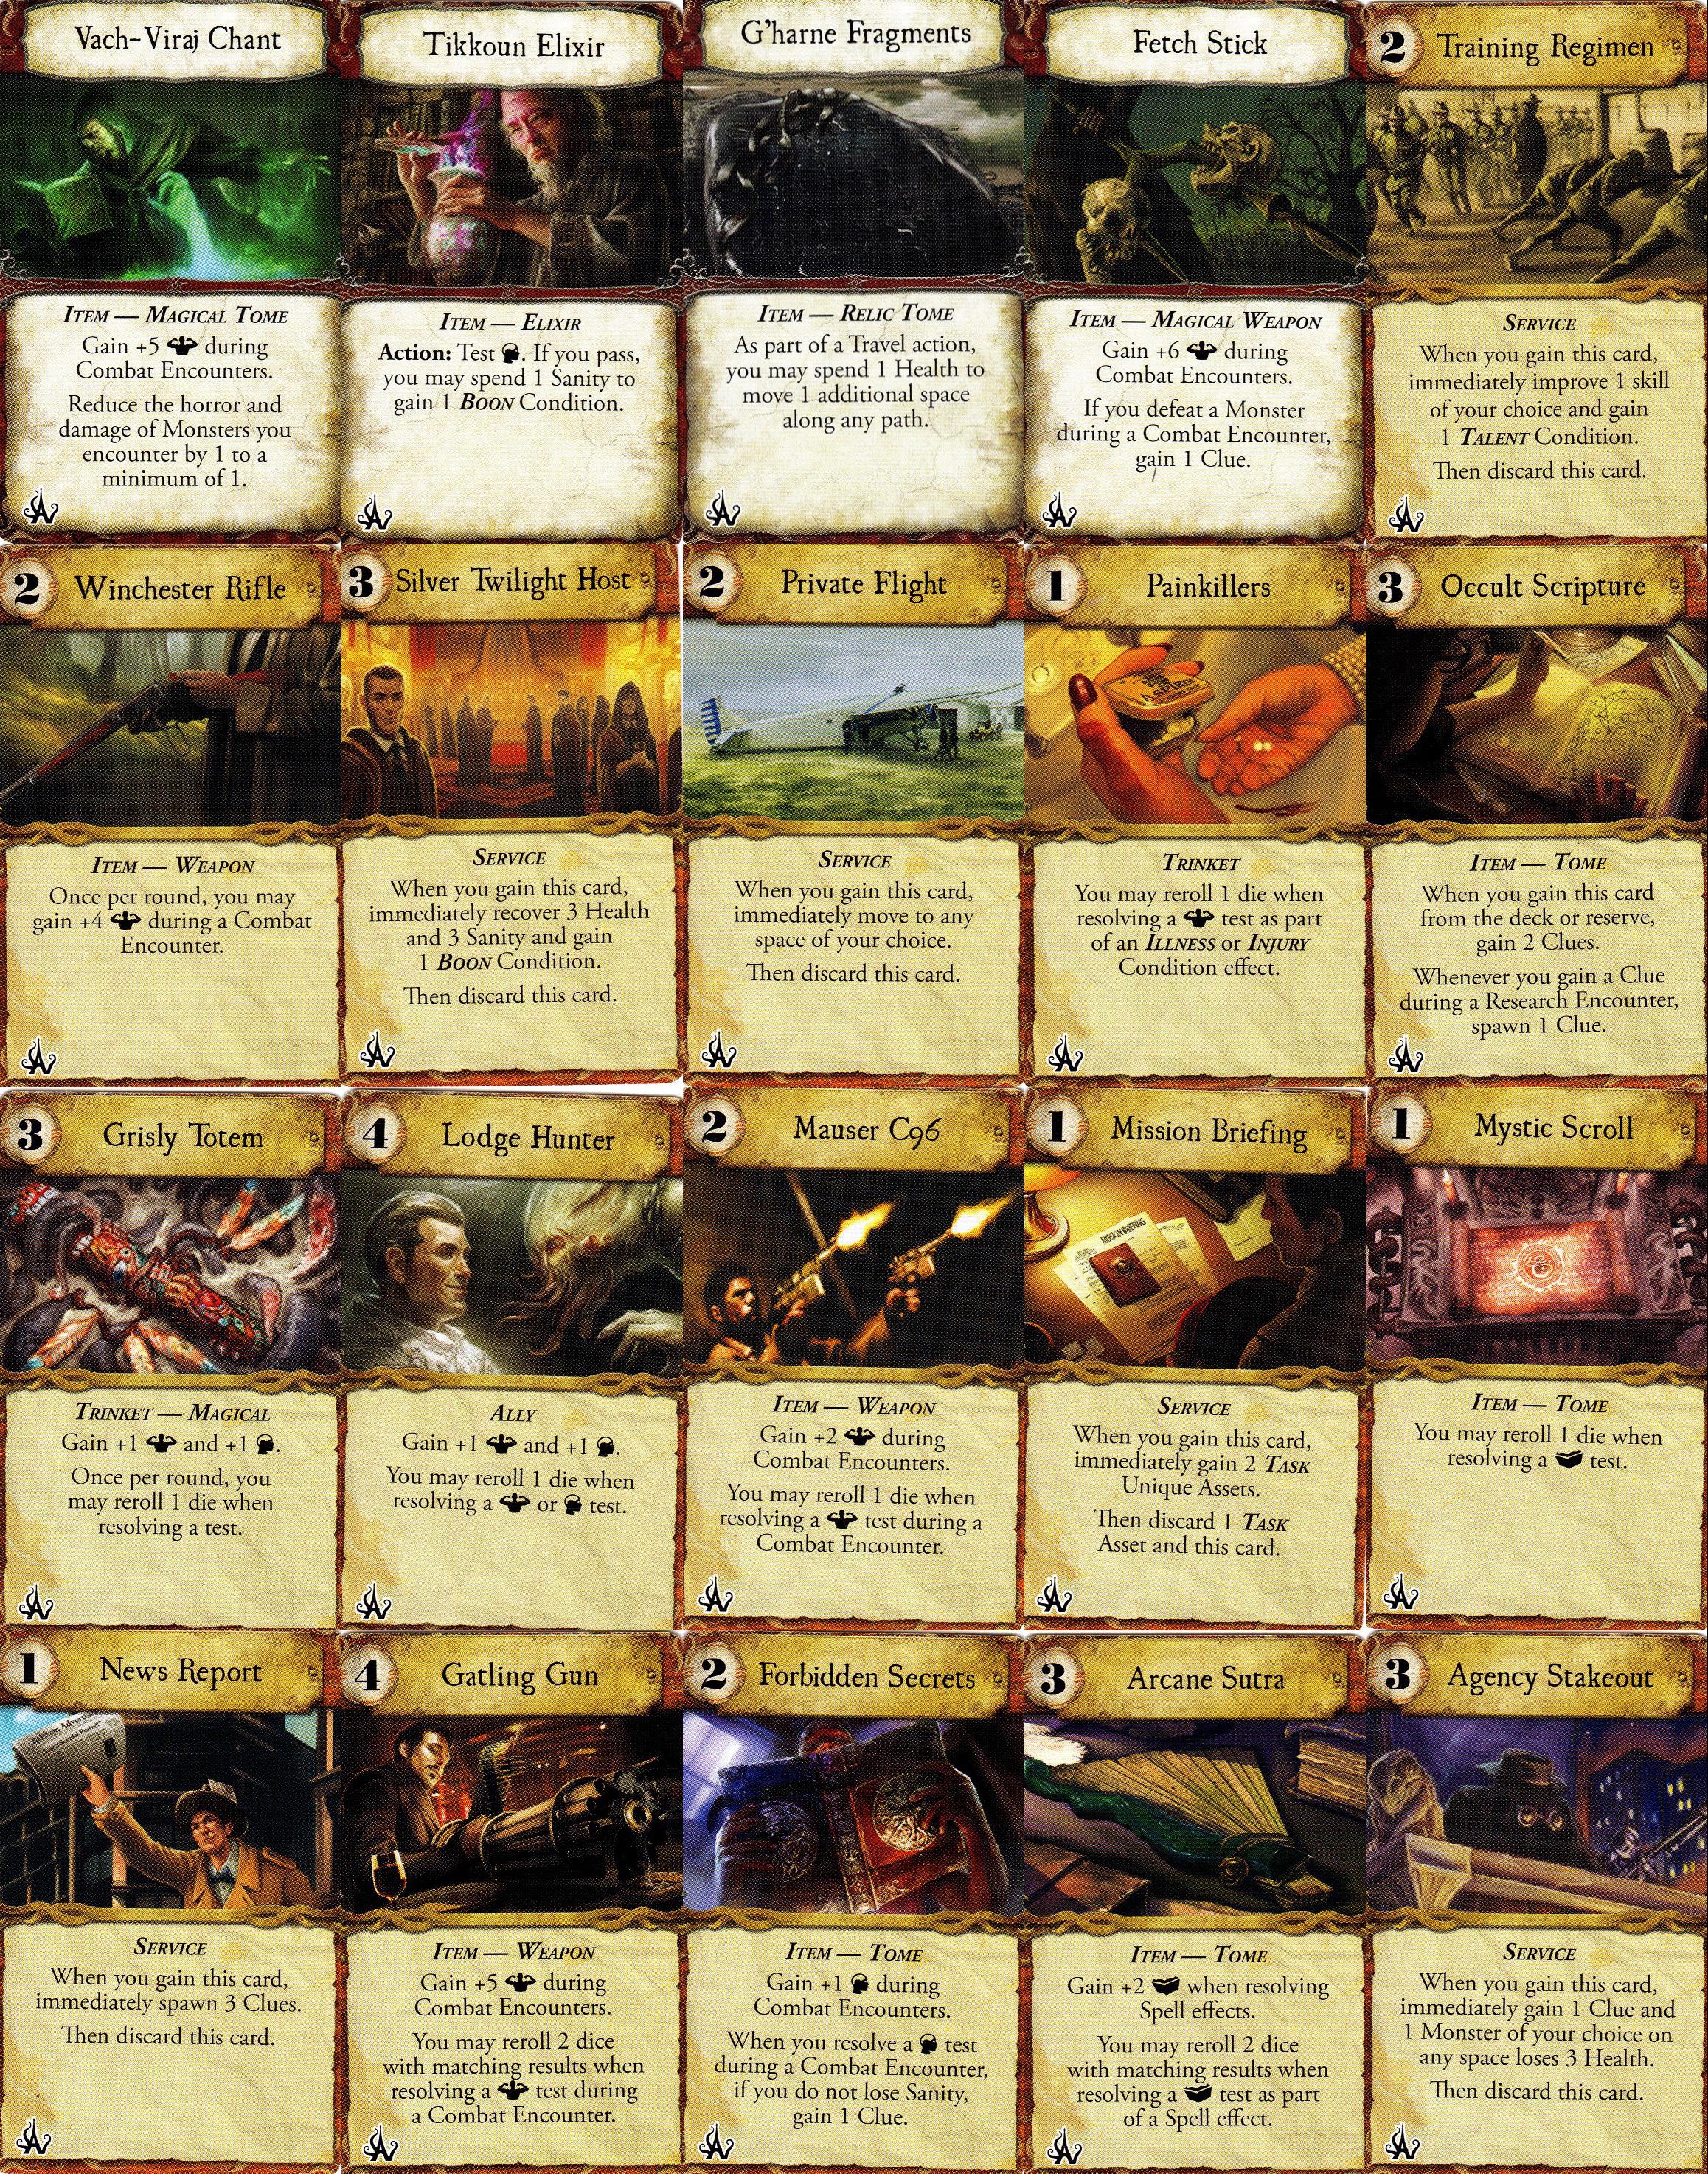 Vach-Viraj Chant
Item — Magical Tome
Gain +5 during
Combat Encounters.
Reduce the horror and
damage of Monsters you
encounter by 1 to a
minimum of 1.
Tikkoun Elixir
Item — Elixir
Action: Test . If you pass,
you may spend 1 Sanity to
gain 1 Boon Condition.
G'harne Fragments
Item — Relic Tome
As part of a Travel action,
you may spend 1 Health to
move 1 additional space
along any path.
Fetch Stick
Item — Magical Weapon
Gain +6 during
Combat Encounters.
If you defeat a Monster
during a Combat Encounter,
gain 1 Clue.
2 Training Regimen
Service
When you gain this card,
immediately improve 1 skill
of your choice and gain
1 Talent Condition.
Then discard this card.
2 Winchester Rifle
Item — Weapon
Once per round, you may
gain +4 during a Combat
Encounter.
3 Silver Twilight Host
Service
When you gain this card,
immediately recover 3 Health
and 3 Sanity and gain
1 Boon Condition.
Then discard this card.
2 Private Flight
Service
When you gain this card,
immediately move to any
space of your choice.
Then discard this card.
1 Painkillers
ASPIRIN
Trinket
You may reroll 1 die when
resolving a test as part
of an Illness or Injury
Condition effect.
3 Occult Scripture
Item — Tome
When you gain this card
from the deck or reserve,
gain 2 Clues.
Whenever you gain a Clue
during a Research Encounter,
spawn 1 Clue.
3 Grisly Totem
Trinket — Magical
Gain +1 and +1 .
Once per round, you
may reroll 1 die when
resolving a test.
4 Lodge Hunter
Ally
Gain +1 and +1 .
You may reroll 1 die when
resolving a or test.
2 Mauser C96
Item — Weapon
Gain +2 during
Combat Encounters.
You may reroll 1 die when
resolving a test during a
Combat Encounter.
1 Mission Briefing
MISSION BRIEFING
Service
When you gain this card,
immediately gain 2 Task
Unique Assets.
Then discard 1 Task
Asset and this card.
1 Mystic Scroll
Item — Tome
You may reroll 1 die when
resolving a test.
1 News Report
Arkham Advertiser
Service
When you gain this card,
immediately spawn 3 Clues.
Then discard this card.
4 Gatling Gun
Item — Weapon
Gain +5 during
Combat Encounters.
You may reroll 2 dice
with matching results when
resolving a test during
a Combat Encounter.
2 Forbidden Secrets
Item — Tome
Gain +1 during
Combat Encounters.
When you resolve a test
during a Combat Encounter,
if you do not lose Sanity,
gain 1 Clue.
3 Arcane Sutra
Item — Tome
Gain +2 when resolving
Spell effects.
You may reroll 2 dice
with matching results when
resolving a test as part
of a Spell effect.
3 Agency Stakeout
Service
When you gain this card,
immediately gain 1 Clue and
1 Monster of your choice on
any space loses 3 Health.
Then discard this card.